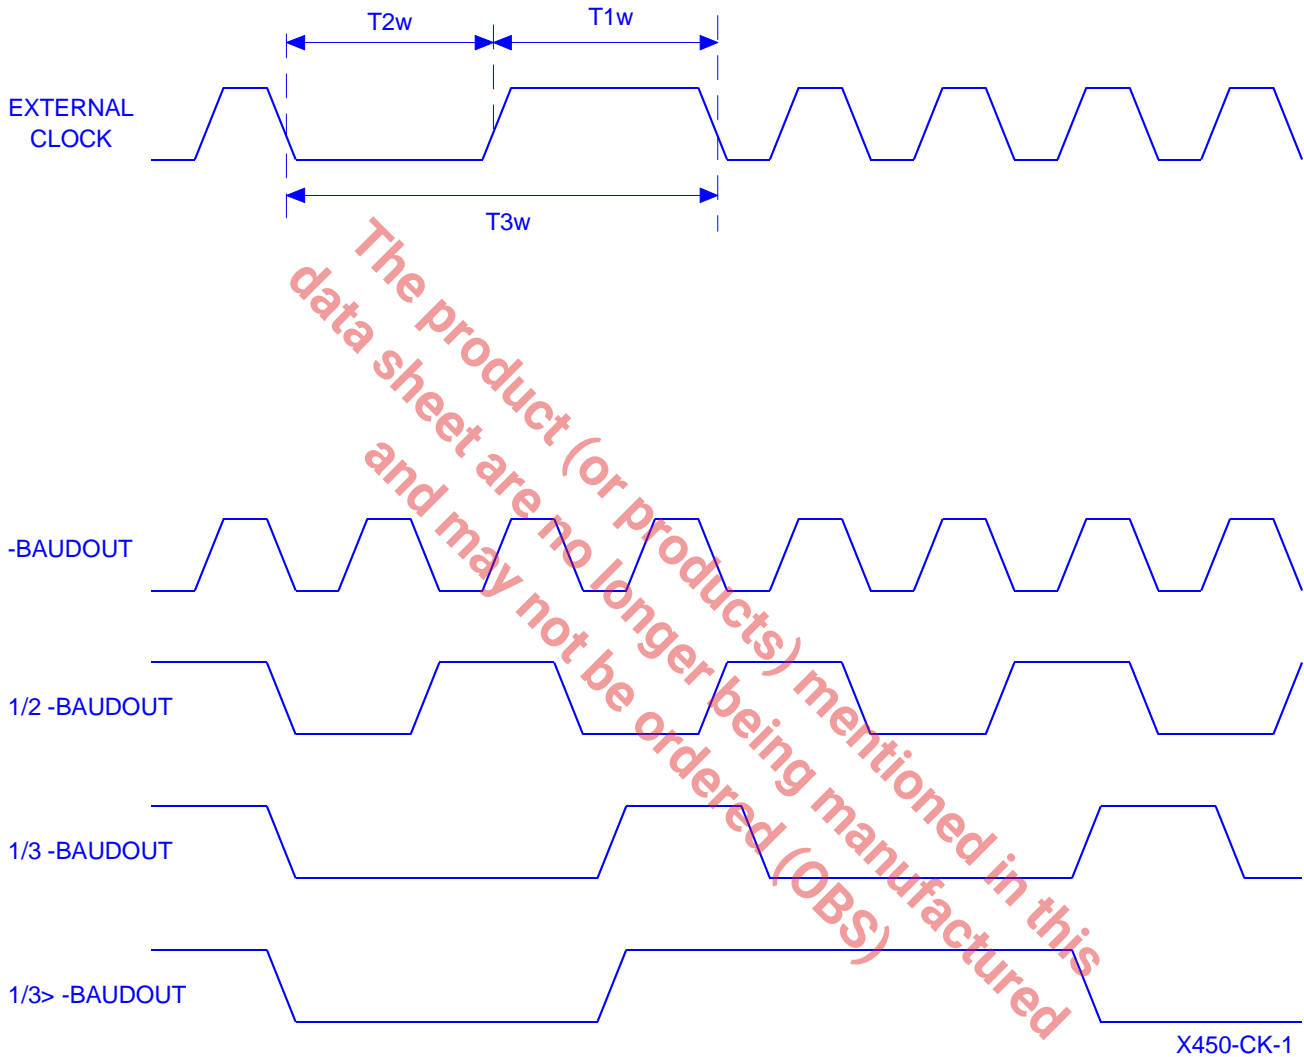 T2w
T1w
EXTERNAL
CLOCK
T3w
The product (or products) mentioned in this
data sheet are no longer being manufactured
and may not be ordered (OBS)
-BAUDOUT
1/2 -BAUDOUT
1/3 -BAUDOUT
1/3> -BAUDOUT
X450-CK-1